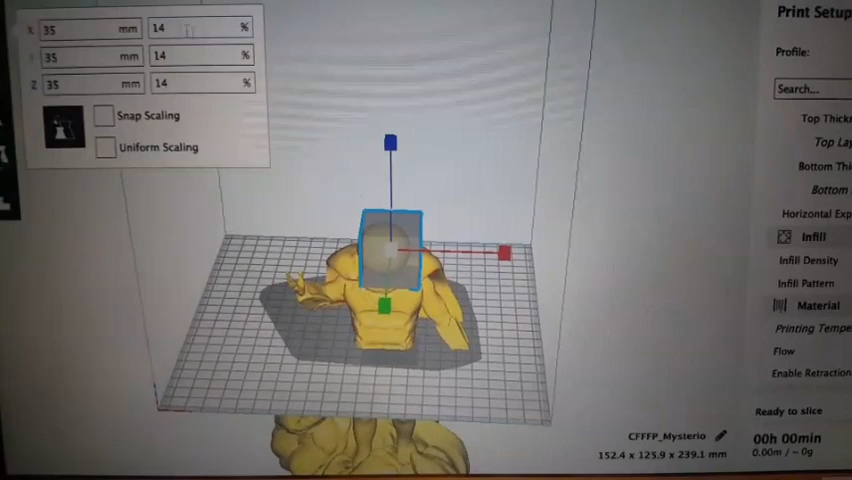 X 35 mm 14 %
Y 35 mm 14 %
Z 35 mm 14 %
Snap Scaling
Uniform Scaling
Print Setup
Profile:
Search...
Top Thickn
Top Lay
Bottom Thi
Bottom
Horizontal Exp
Infill
Infill Density
Infill Pattern
Material
Printing Tempe
Flow
Enable Retraction
Ready to slice
CFFFP_Mysterio
00h 00min
152.4 x 125.9 x 239.1 mm
0.00m / ~ 0g